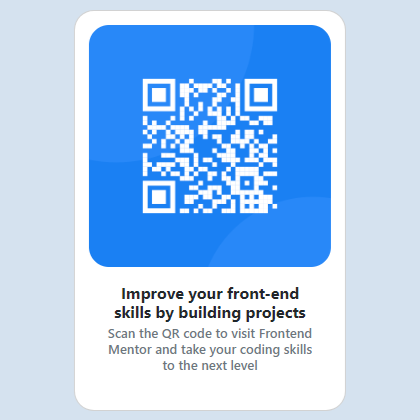 Improve your front-end
skills by building projects
Scan the QR code to visit Frontend
Mentor and take your coding skills
to the next level